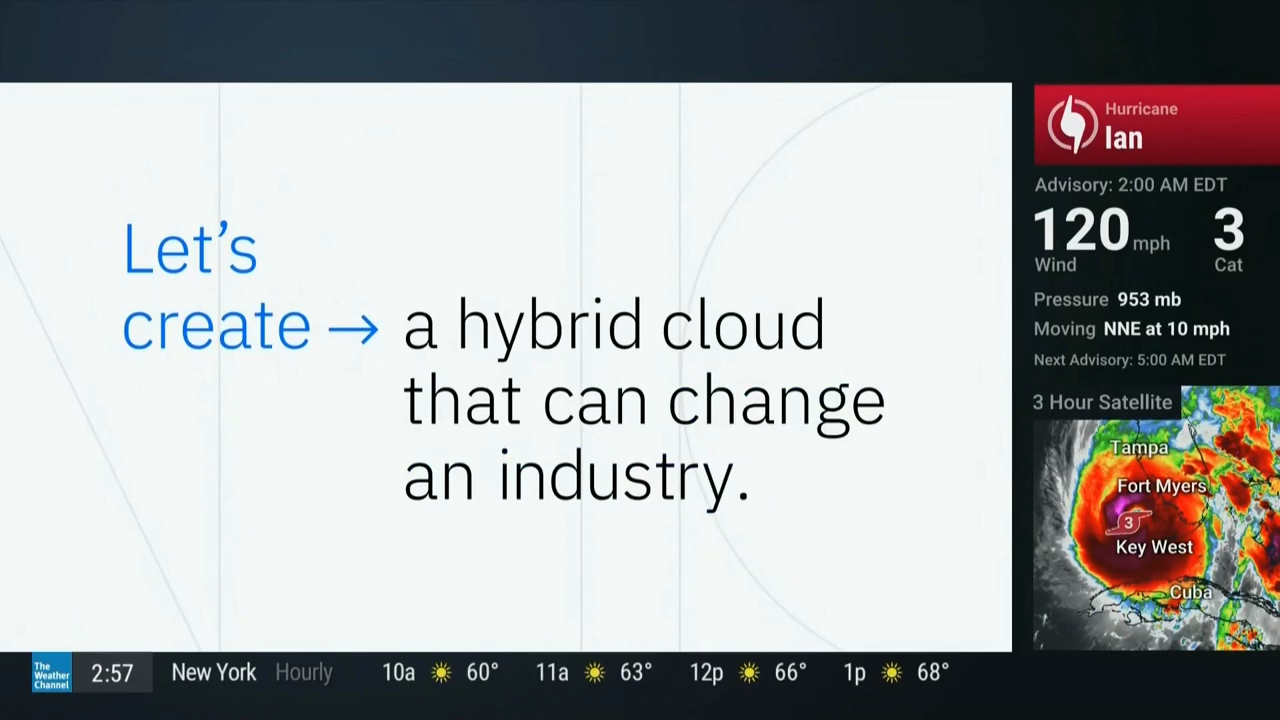 Let's
create → a hybrid cloud
that can change
an industry.
Hurricane
Ian
Advisory: 2:00 AM EDT
120 mph 3
Wind Cat
Pressure 953 mb
Moving NNE at 10 mph
Next Advisory: 5:00 AM EDT
3 Hour Satellite
Tampa
Fort Myers
3
Key West
Cuba
The
Weather
Channel
2:57 New York Hourly 10a 60° 11a 63° 12p 66° 1p 68°